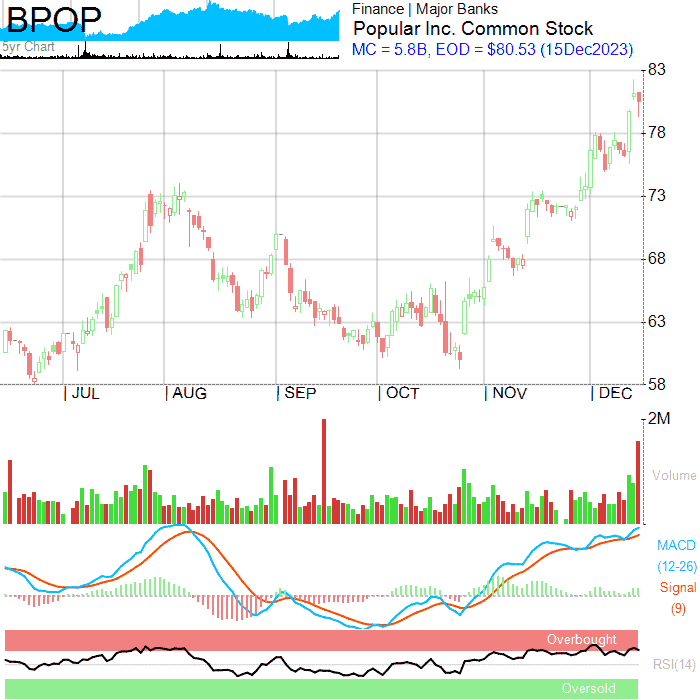 BPOP
5yr Chart
Finance | Major Banks
Popular Inc. Common Stock
MC = 5.8B, EOD = $80.53 (15Dec2023)
83
78
73
68
63
58
| JUL | AUG | SEP | OCT | NOV | DEC
2M
Volume
MACD
(12-26)
Signal
(9)
Overbought
RSI(14)
Oversold